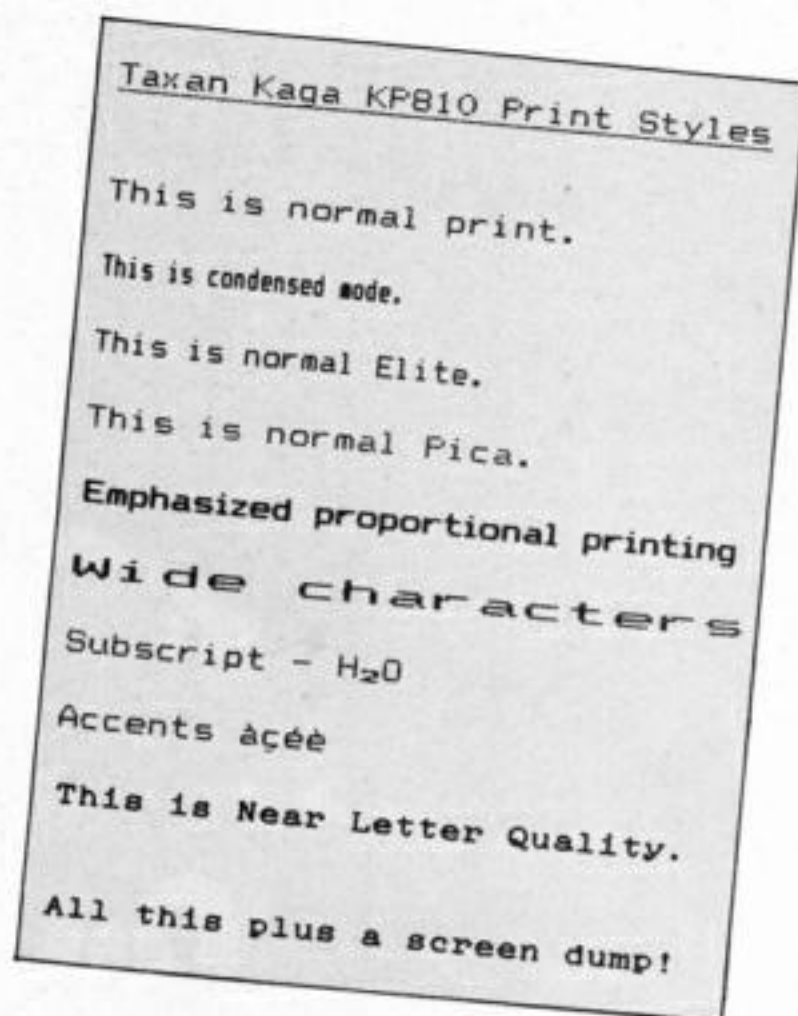 Taxan Kaga KP810 Print Styles
This is normal print.
This is condensed mode.
This is normal Elite.
This is normal Pica.
Emphasized proportional printing
Wide characters
Subscript - H₂O
Accents àçéè
This is Near Letter Quality.
All this plus a screen dump!